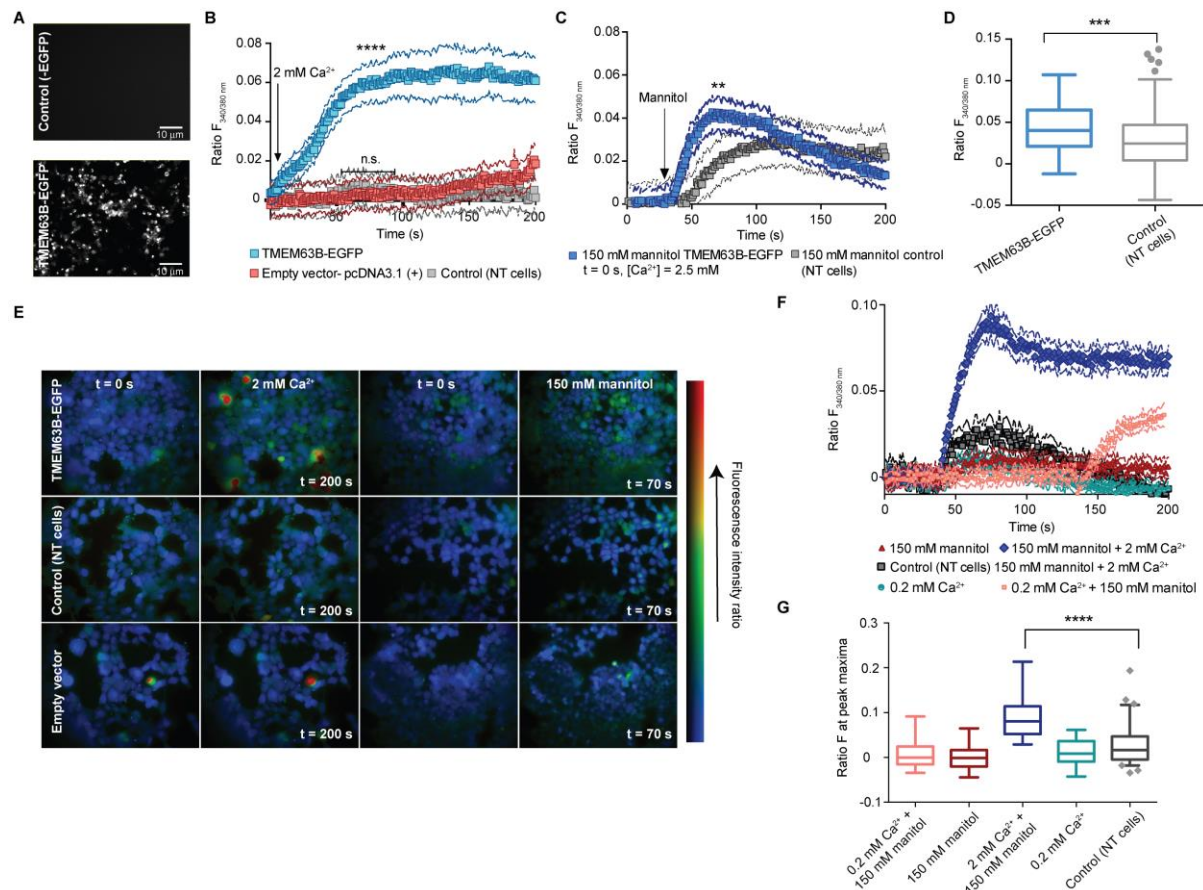 A
Control (-EGFP)
10 µm
TMEM63B-EGFP
10 µm
B
Ratio F340/380 nm
0.08
0.06
0.04
0.02
0
2 mM Ca²⁺
****
n.s.
0
50
100
150
200
Time (s)
TMEM63B-EGFP
Empty vector- pcDNA3.1 (+)
Control (NT cells)
C
Ratio F340/380 nm
0.08
0.06
0.04
0.02
0
Mannitol
**
0
50
100
150
200
Time (s)
150 mM mannitol TMEM63B-EGFP
t = 0 s, [Ca²⁺] = 2.5 mM
150 mM mannitol control
(NT cells)
D
***
Ratio F340/380 nm
0.15
0.10
0.05
0
-0.05
TMEM63B-EGFP
Control
(NT cells)
E
TMEM63B-EGFP
t = 0 s
2 mM Ca²⁺
t = 200 s
t = 0 s
150 mM mannitol
t = 70 s
Control (NT cells)
t = 200 s
t = 70 s
Empty vector
t = 200 s
t = 70 s
Fluorescensce intensity ratio
F
Ratio F340/380 nm
0.10
0.05
0
0
50
100
150
200
Time (s)
150 mM mannitol
150 mM mannitol + 2 mM Ca²⁺
Control (NT cells) 150 mM mannitol + 2 mM Ca²⁺
0.2 mM Ca²⁺
0.2 mM Ca²⁺ + 150 mM manitol
G
****
Ratio F at peak maxima
0.3
0.2
0.1
0
-0.1
0.2 mM Ca²⁺ +
150 mM manitol
150 mM manitol
2 mM Ca²⁺ +
150 mM manitol
0.2 mM Ca²⁺
Control (NT cells)